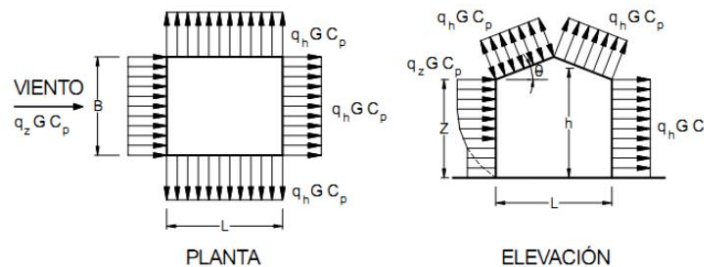 q_h G C_p
VIENTO
q_z G C_p
B
q_h G C_p
q_h G C_p
L
PLANTA
q_h G C_p
q_h G C_p
q_z G C_p
θ
Z
h
q_h G C
L
ELEVACIÓN